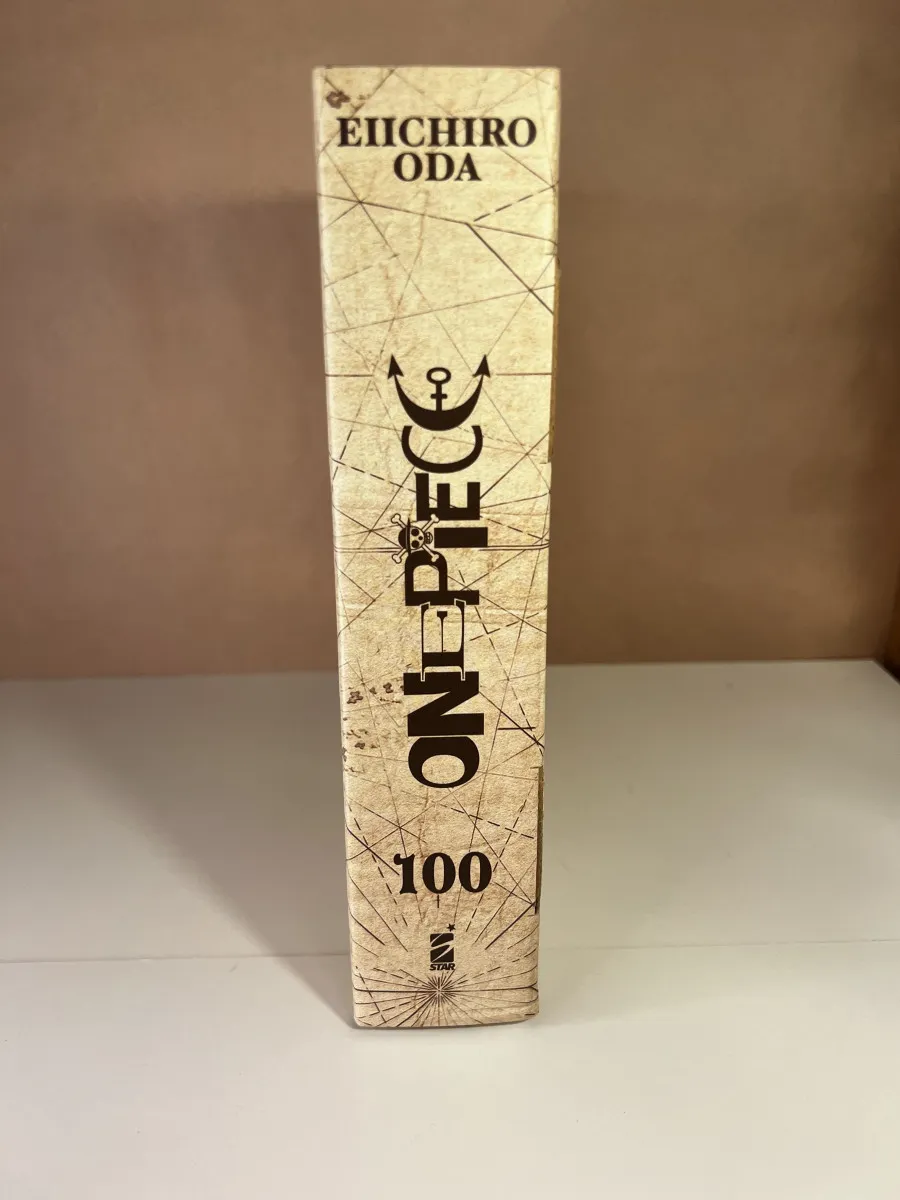 EIICHIRO
ODA
ONE PIECE
100
STAR